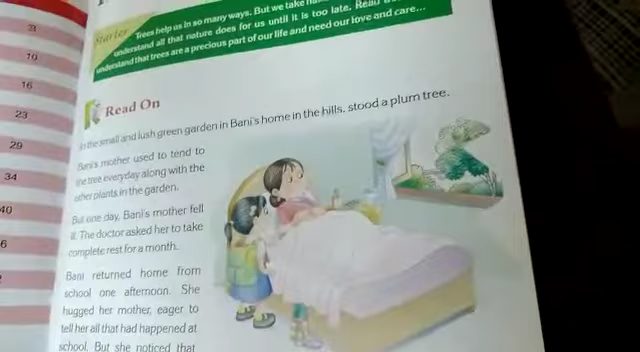 31
10
16
23
29
34
40
6
Starter
Trees help us in so many ways. But we take
understand all that nature does for us until it is too late. Read
understand that trees are a precious part of our life and need our love and care...
Read On
In the small and lush green garden in Bani's home in the hills, stood a plum tree.
Bani's mother used to tend to
the tree everyday along with the
other plants in the garden.
But one day, Bani's mother fell
ill. The doctor asked her to take
complete rest for a month.
Bani returned home from
school one afternoon. She
hugged her mother, eager to
tell her all that had happened at
school. But she noticed that